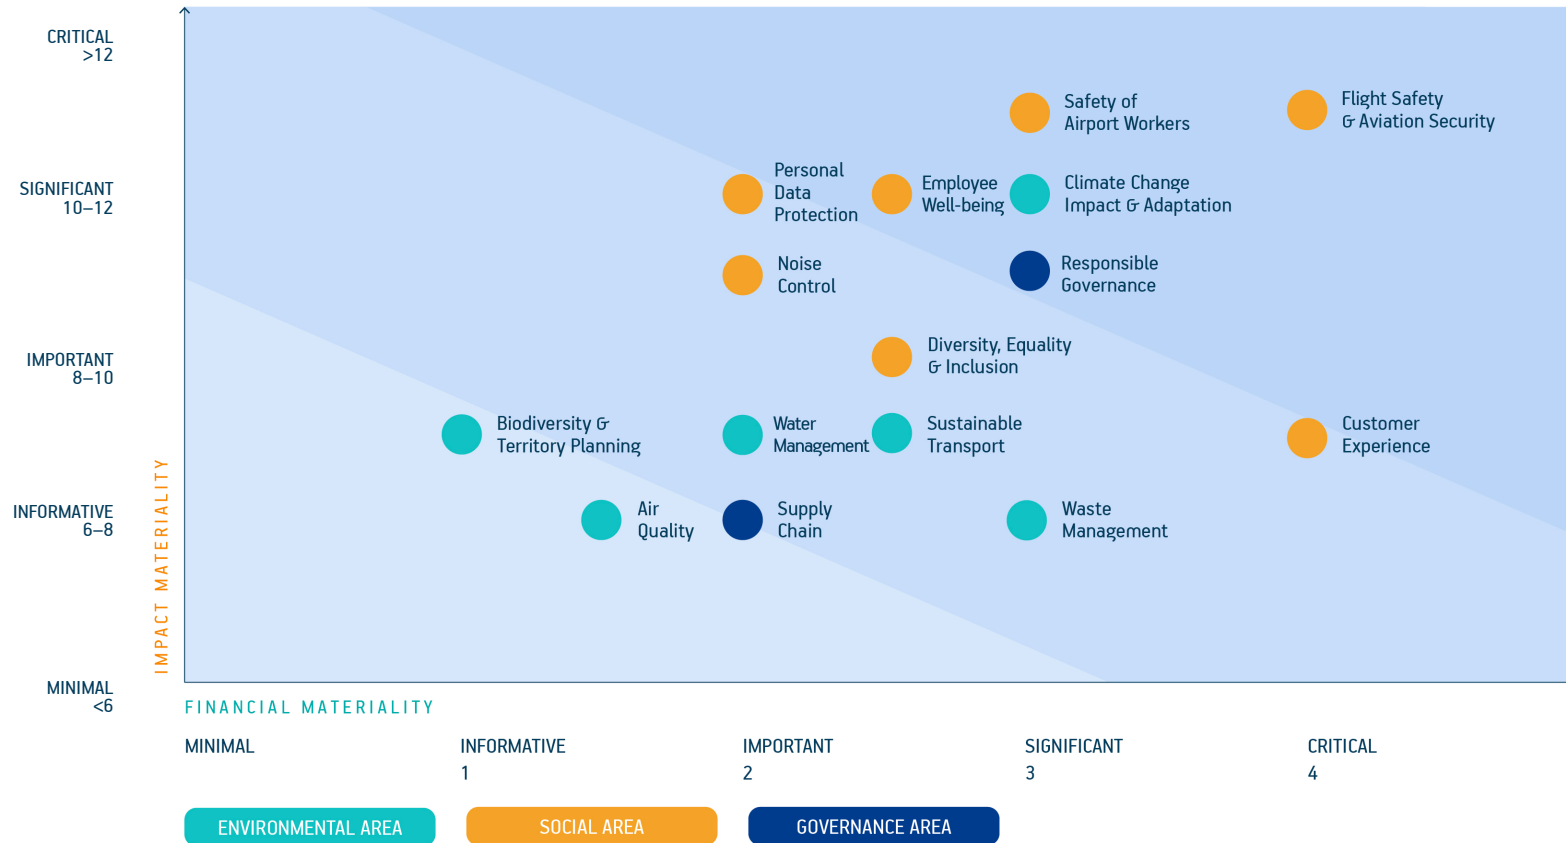 CRITICAL
>12
SIGNIFICANT
10–12
IMPORTANT
8–10
INFORMATIVE
6–8
MINIMAL
<6
IMPACT MATERIALITY
Safety of
Airport Workers
Flight Safety
& Aviation Security
Personal
Data
Protection
Employee
Well-being
Climate Change
Impact & Adaptation
Noise
Control
Responsible
Governance
Diversity, Equality
& Inclusion
Biodiversity &
Territory Planning
Water
Management
Sustainable
Transport
Customer
Experience
Air
Quality
Supply
Chain
Waste
Management
FINANCIAL MATERIALITY
MINIMAL
INFORMATIVE
1
IMPORTANT
2
SIGNIFICANT
3
CRITICAL
4
ENVIRONMENTAL AREA
SOCIAL AREA
GOVERNANCE AREA